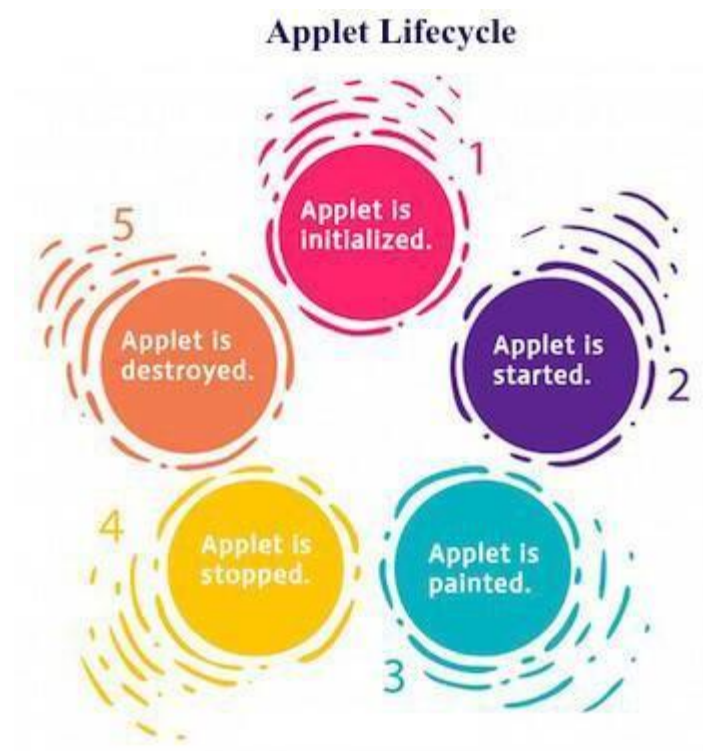 Applet Lifecycle
1
Applet is
initialized.
2
Applet is
started.
3
Applet is
painted.
4
Applet is
stopped.
5
Applet is
destroyed.